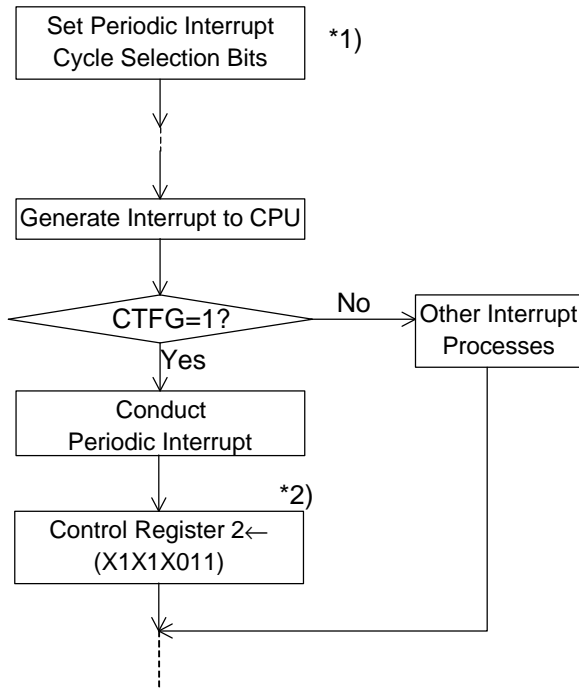 Set Periodic Interrupt
Cycle Selection Bits
*1)
Generate Interrupt to CPU
CTFG=1?
No
Other Interrupt
Processes
Yes
Conduct
Periodic Interrupt
*2)
Control Register 2←
(X1X1X011)